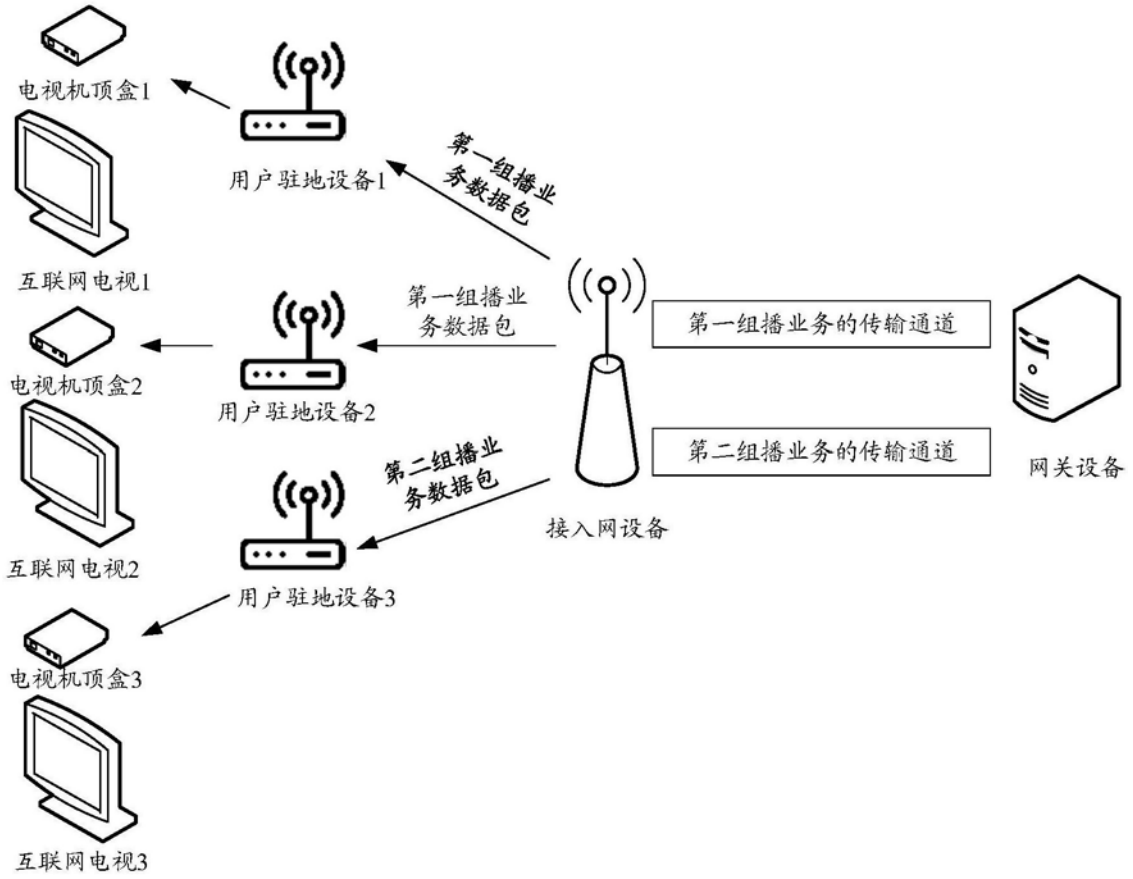 电视机顶盒1
用户驻地设备1
第一组播业
务数据包
互联网电视1
第一组播业
务数据包
第一组播业务的传输通道
电视机顶盒2
用户驻地设备2
第二组播业
务数据包
第二组播业务的传输通道
网关设备
接入网设备
互联网电视2
用户驻地设备3
电视机顶盒3
互联网电视3